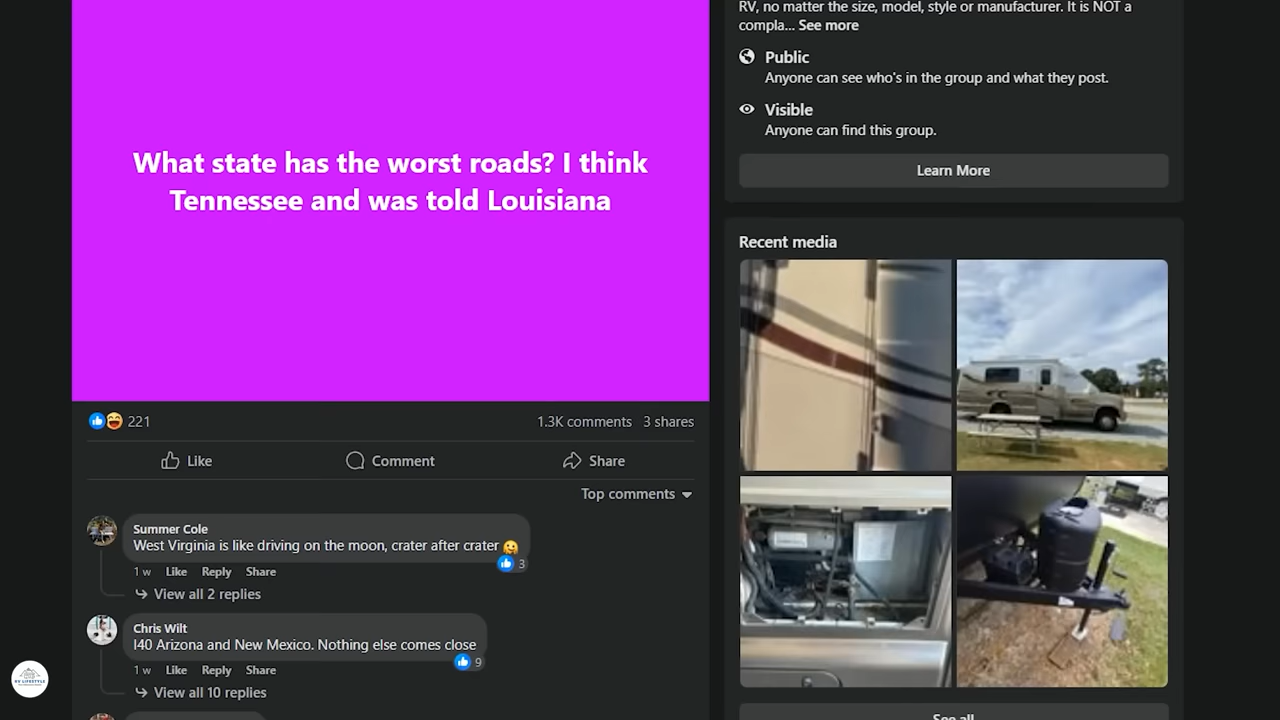 RV, no matter the size, model, style or manufacturer. It is NOT a
compla... See more
Public
Anyone can see who's in the group and what they post.
Visible
Anyone can find this group.
Learn More
What state has the worst roads? I think
Tennessee and was told Louisiana
Recent media
221
1.3K comments 3 shares
Like Comment Share
Top comments
Summer Cole
West Virginia is like driving on the moon, crater after crater
3
1 w Like Reply Share
View all 2 replies
Chris Wilt
I40 Arizona and New Mexico. Nothing else comes close
9
1 w Like Reply Share
View all 10 replies
RV LIFESTYLE
See all